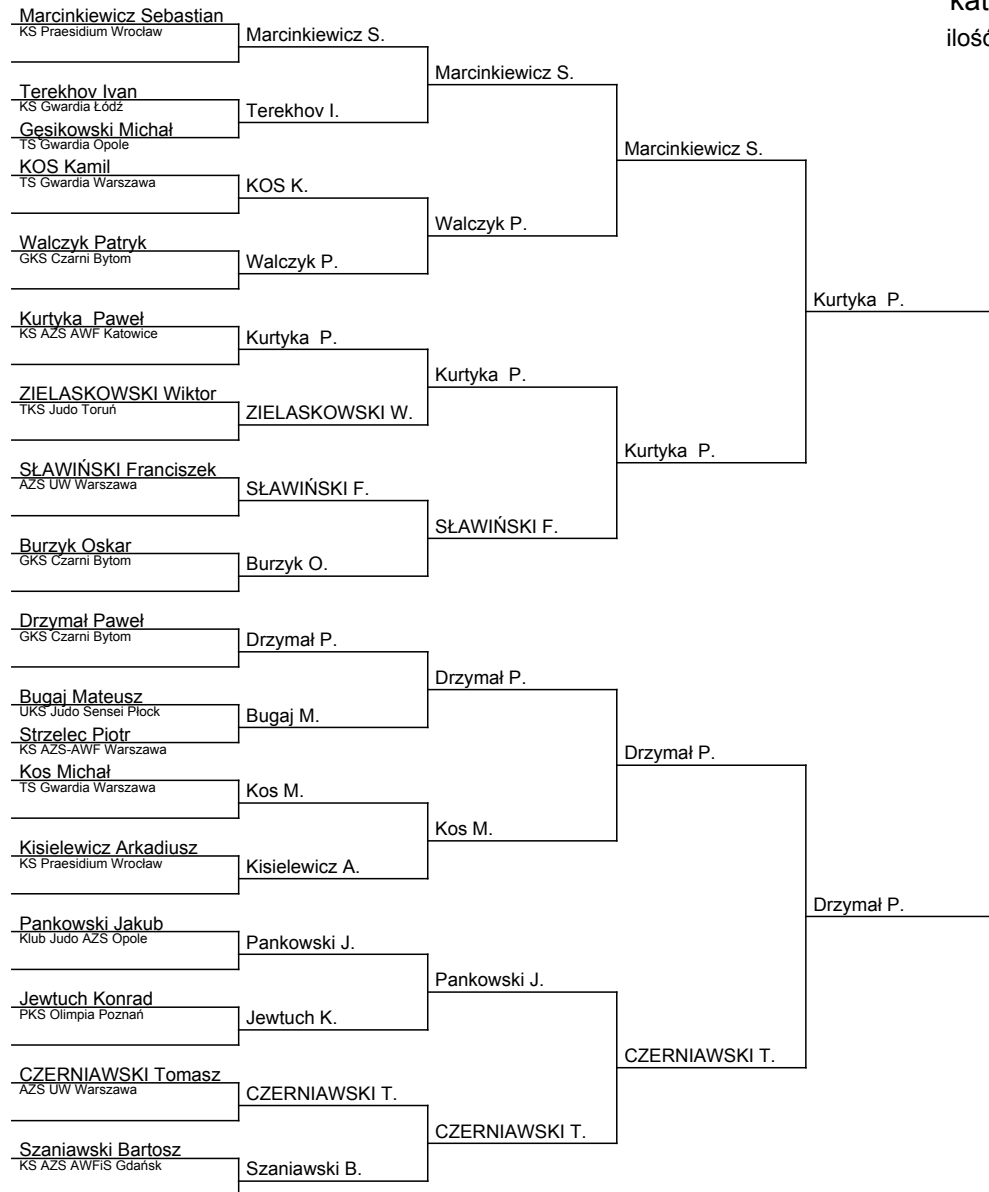 kat
ilość
Marcinkiewicz Sebastian
KS Praesidium Wrocław
Terekhov Ivan
KS Gwardia Łódź
Gęsikowski Michał
TS Gwardia Opole
KOS Kamil
TS Gwardia Warszawa
Walczyk Patryk
GKS Czarni Bytom
Kurtyka  Paweł
KS AZS AWF Katowice
ZIELASKOWSKI Wiktor
TKS Judo Toruń
SŁAWIŃSKI Franciszek
AZS UW Warszawa
Burzyk Oskar
GKS Czarni Bytom
Drzymał Paweł
GKS Czarni Bytom
Bugaj Mateusz
UKS Judo Sensei Płock
Strzelec Piotr
KS AZS-AWF Warszawa
Kos Michał
TS Gwardia Warszawa
Kisielewicz Arkadiusz
KS Praesidium Wrocław
Pankowski Jakub
Klub Judo AZS Opole
Jewtuch Konrad
PKS Olimpia Poznań
CZERNIAWSKI Tomasz
AZS UW Warszawa
Szaniawski Bartosz
KS AZS AWFiS Gdańsk
Marcinkiewicz S.
Terekhov I.
KOS K.
Walczyk P.
Kurtyka  P.
ZIELASKOWSKI W.
SŁAWIŃSKI F.
Burzyk O.
Drzymał P.
Bugaj M.
Kos M.
Kisielewicz A.
Pankowski J.
Jewtuch K.
CZERNIAWSKI T.
Szaniawski B.
Marcinkiewicz S.
Walczyk P.
Kurtyka  P.
SŁAWIŃSKI F.
Drzymał P.
Kos M.
Pankowski J.
CZERNIAWSKI T.
Marcinkiewicz S.
Kurtyka  P.
Drzymał P.
CZERNIAWSKI T.
Kurtyka  P.
Drzymał P.